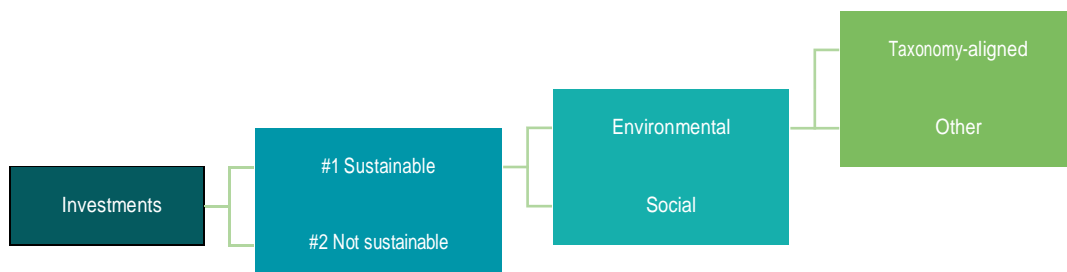 Investments
#1 Sustainable
#2 Not sustainable
Environmental
Social
Taxonomy-aligned
Other